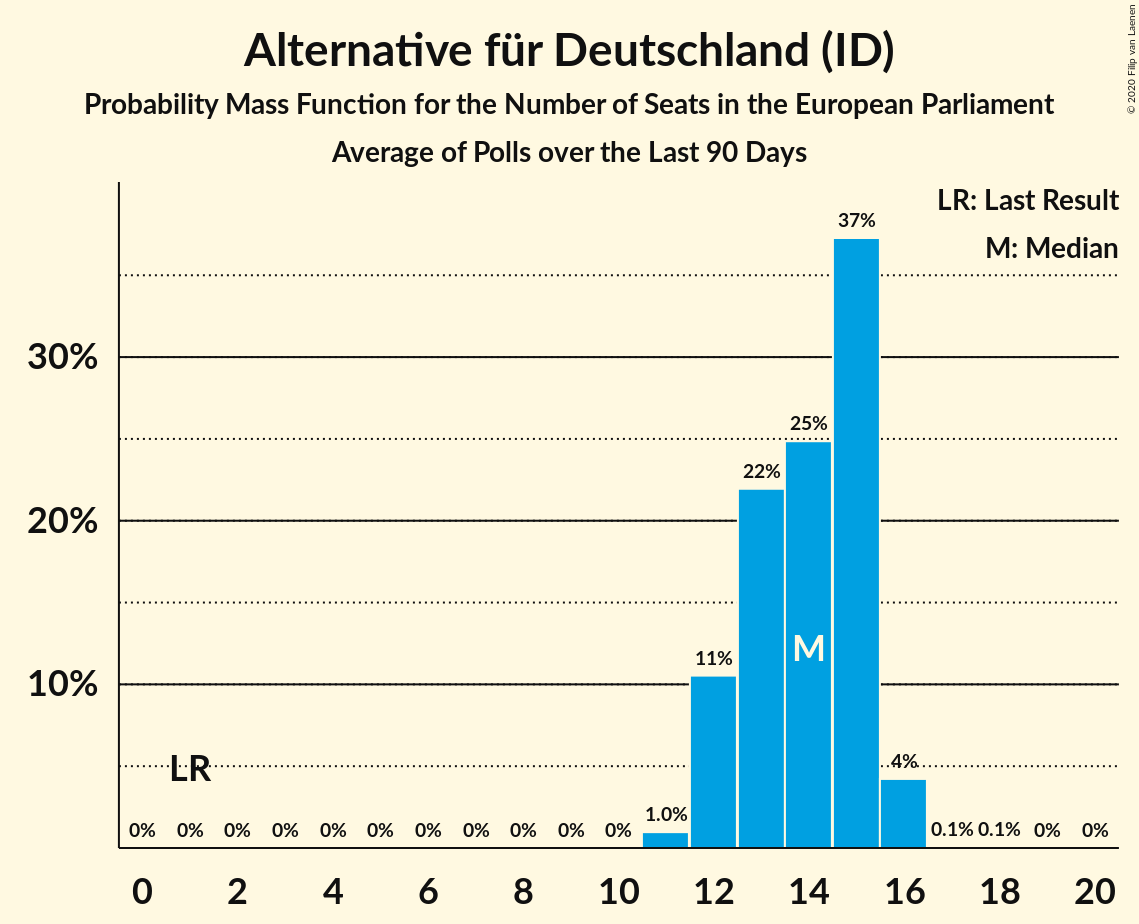 Alternative für Deutschland (ID)
Probability Mass Function for the Number of Seats in the European Parliament
Average of Polls over the Last 90 Days
© 2020 Filip van Laenen
LR: Last Result
M: Median
37%
30%
25%
22%
20%
11%
M
10%
LR
4%
0% 0% 0% 0% 0% 0% 0% 0% 0% 0% 0% 1.0% 0.1% 0.1% 0% 0%
0 2 4 6 8 10 12 14 16 18 20